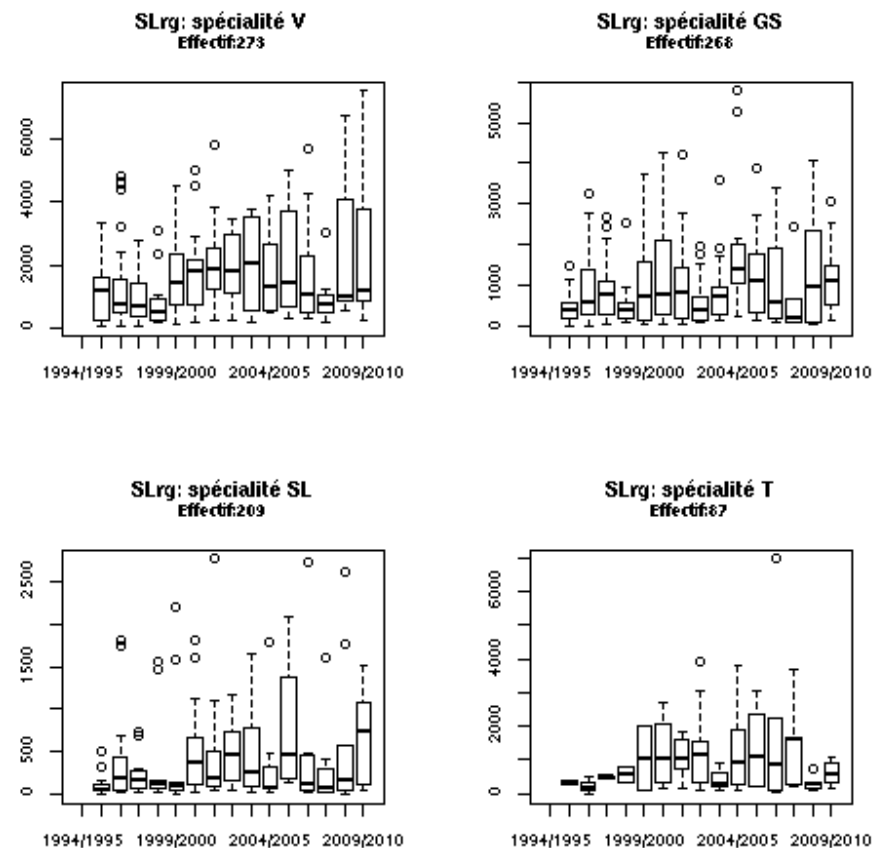 SLrg: spécialité V
Effectif:273
0 2000 4000 6000
1994/1995 1999/2000 2004/2005 2009/2010
SLrg: spécialité GS
Effectif:268
0 1000 3000 5000
1994/1995 1999/2000 2004/2005 2009/2010
SLrg: spécialité SL
Effectif:209
0 500 1500 2500
1994/1995 1999/2000 2004/2005 2009/2010
SLrg: spécialité T
Effectif:87
0 2000 4000 6000
1994/1995 1999/2000 2004/2005 2009/2010